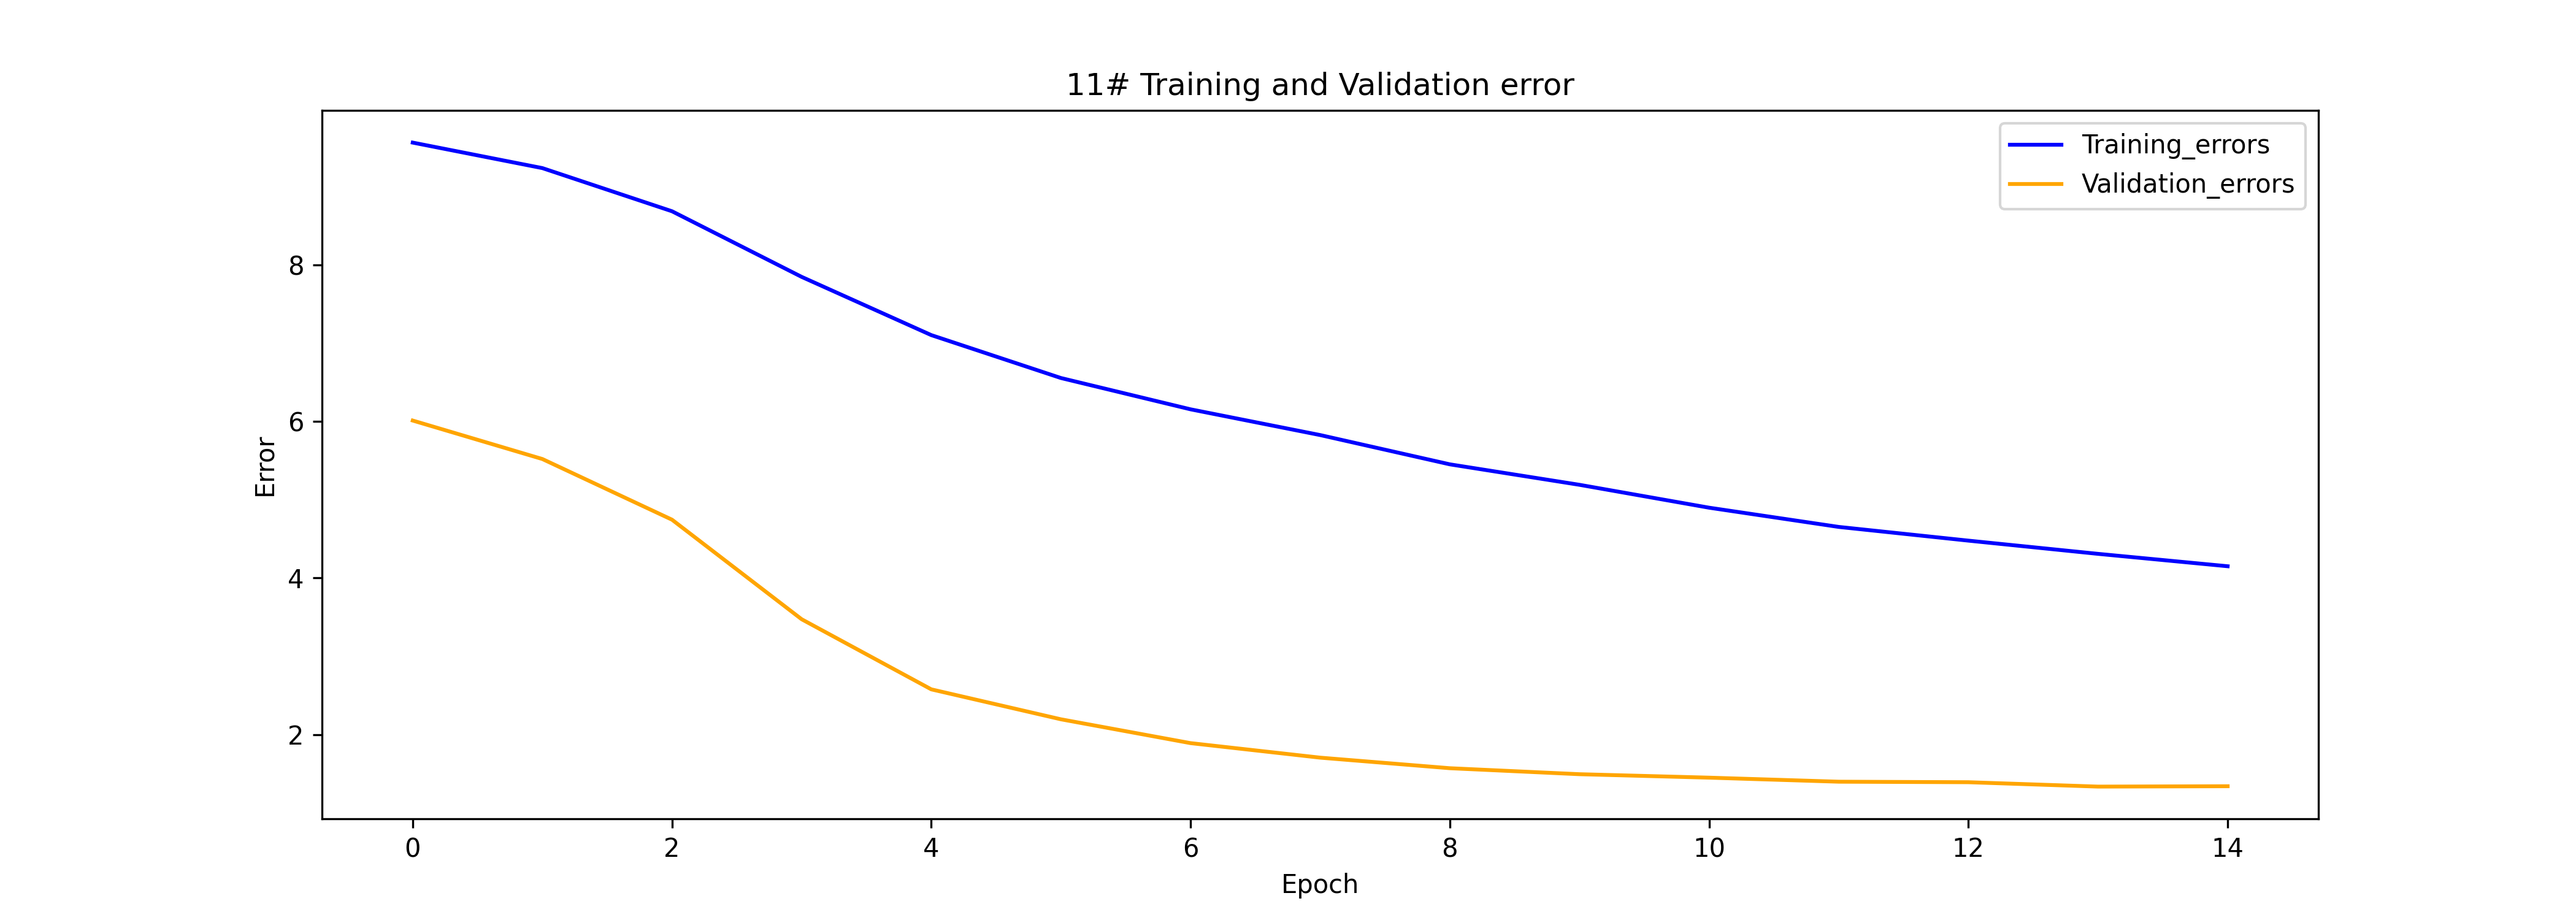 11# Training and Validation error
Training_errors
Validation_errors
8
6
4
2
Error
0 2 4 6 8 10 12 14
Epoch